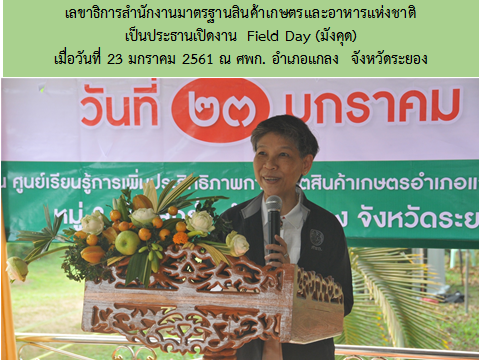 เลขาธิการสำนักงานมาตรฐานสินค้าเกษตรและอาหารแห่งชาติ
เป็นประธานเปิดงาน Field Day (มังคุด)
เมื่อวันที่ 23 มกราคม 2561 ณ ศพก. อำเภอแกลง จังหวัดระยอง
วันที่ ๒๓ มกราคม
ศูนย์เรียนรู้การเพิ่มประสิทธิภาพการ สินค้าเกษตรอำเภอ
หมู่ จังหวัดระยอ